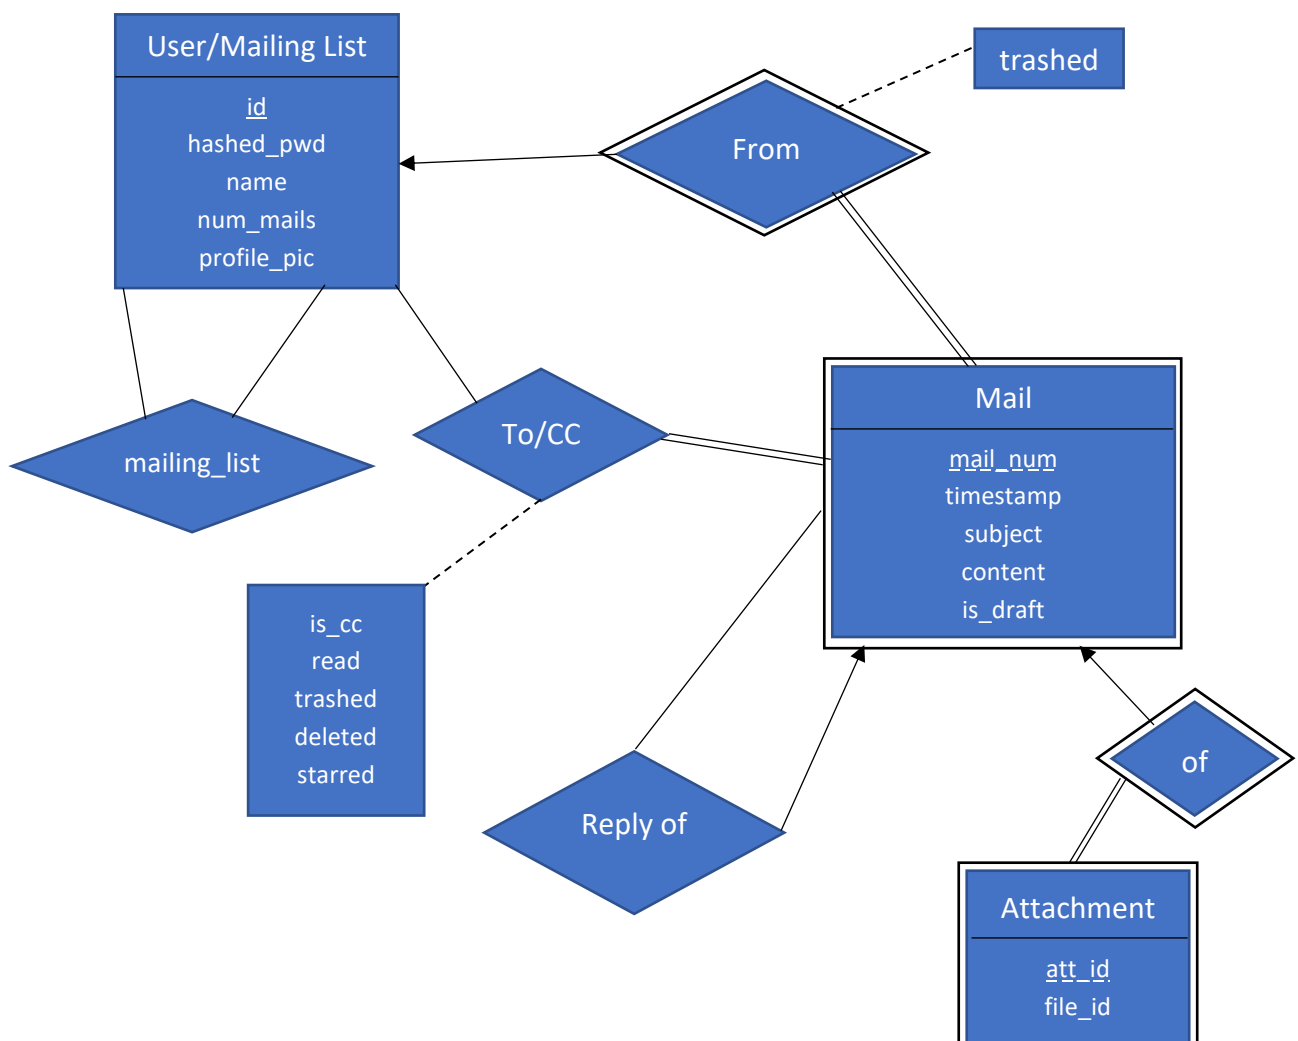 User/Mailing List
id
hashed_pwd
name
num_mails
profile_pic
From
trashed
mailing_list
To/CC
Mail
mail_num
timestamp
subject
content
is_draft
is_cc
read
trashed
deleted
starred
Reply of
of
Attachment
att_id
file_id